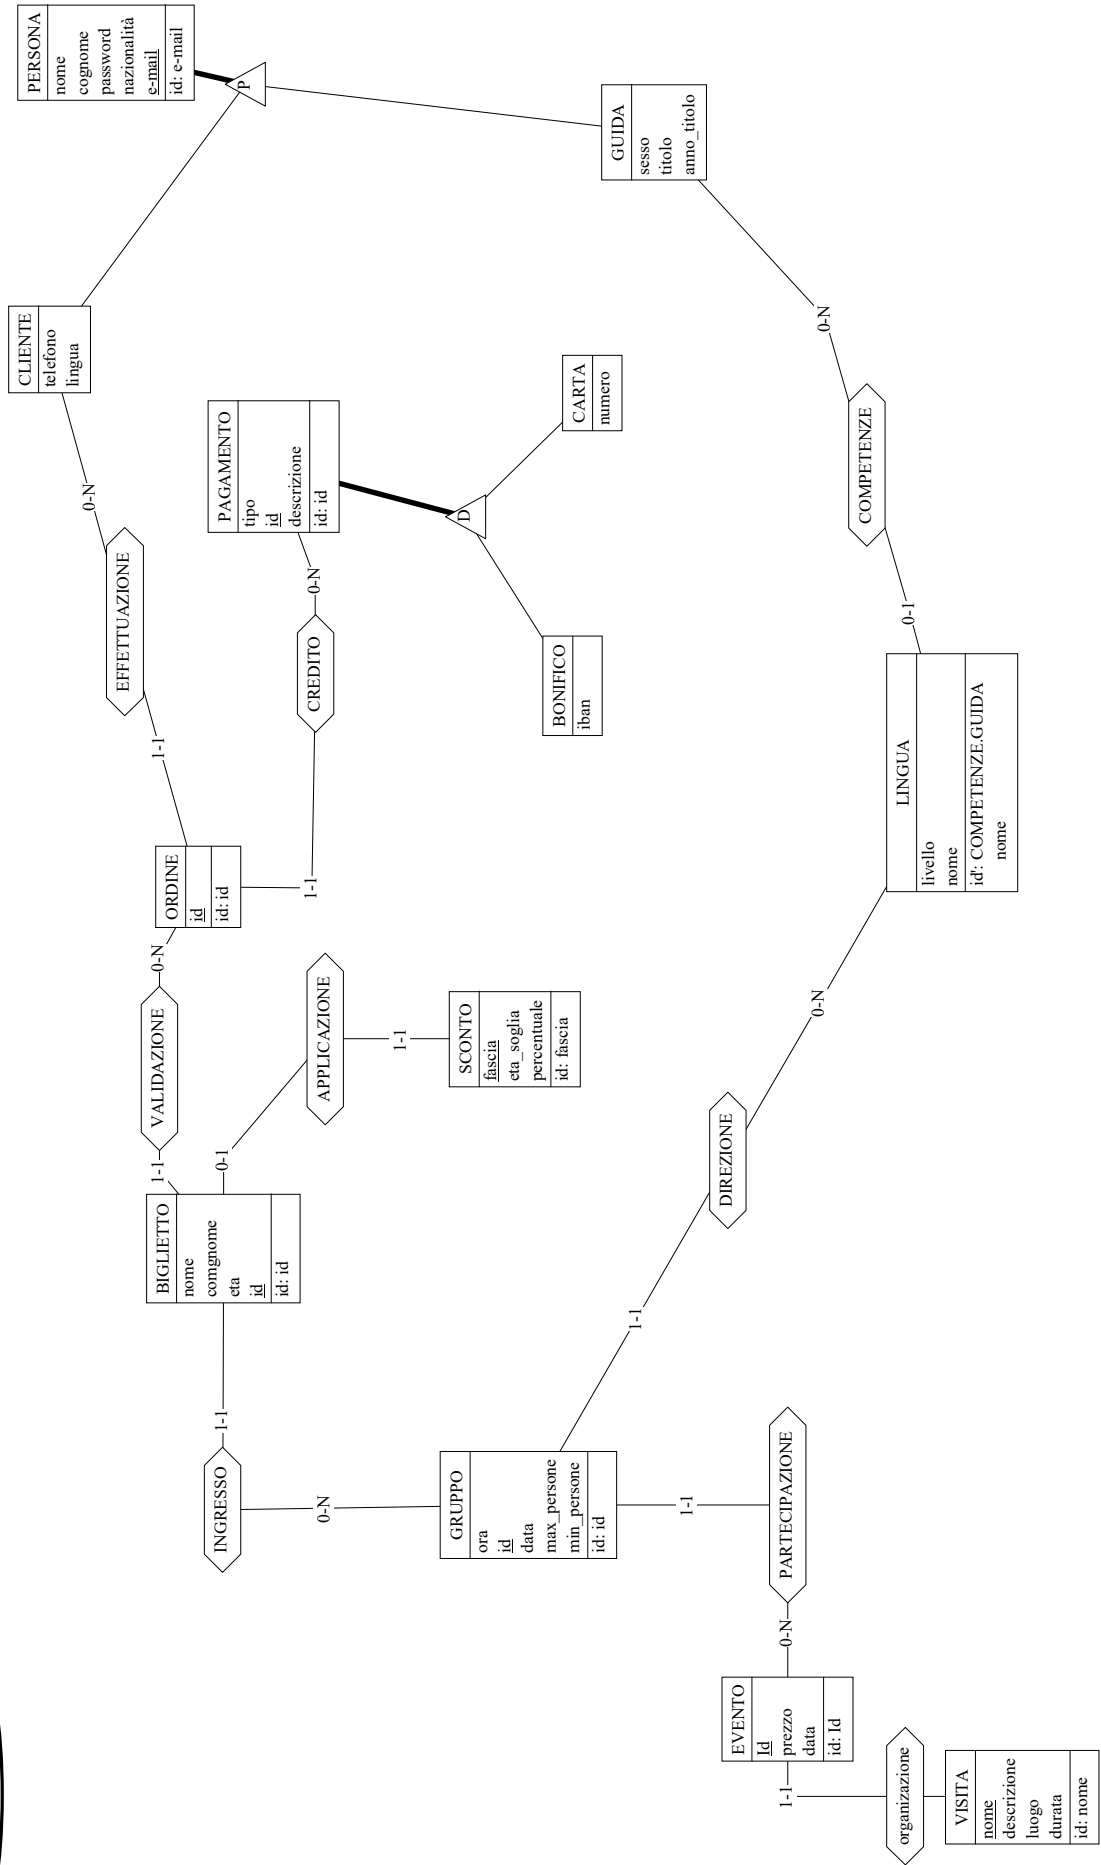 PERSONA
nome
cognome
password
nazionalità
e-mail
id: e-mail
P
CLIENTE
telefono
lingua
0-N
EFFETTUAZIONE
1-1
ORDINE
id
id: id
0-N
VALIDAZIONE
1-1
BIGLIETTO
nome
comgnome
eta
id
id: id
0-1
APPLICAZIONE
1-1
SCONTO
fascia
eta_soglia
percentuale
id: fascia
1-1
CREDITO
0-N
PAGAMENTO
tipo
id
descrizione
id: id
D
BONIFICO
iban
CARTA
numero
GUIDA
sesso
titolo
anno_titolo
0-N
COMPETENZE
0-1
LINGUA
livello
nome
id': COMPETENZE.GUIDA
nome
0-N
DIREZIONE
1-1
1-1
INGRESSO
0-N
GRUPPO
ora
id
data
max_persone
min_persone
id: id
1-1
PARTECIPAZIONE
0-N
EVENTO
Id
prezzo
data
id: Id
1-1
organizazione
VISITA
nome
descrizione
luogo
durata
id: nome